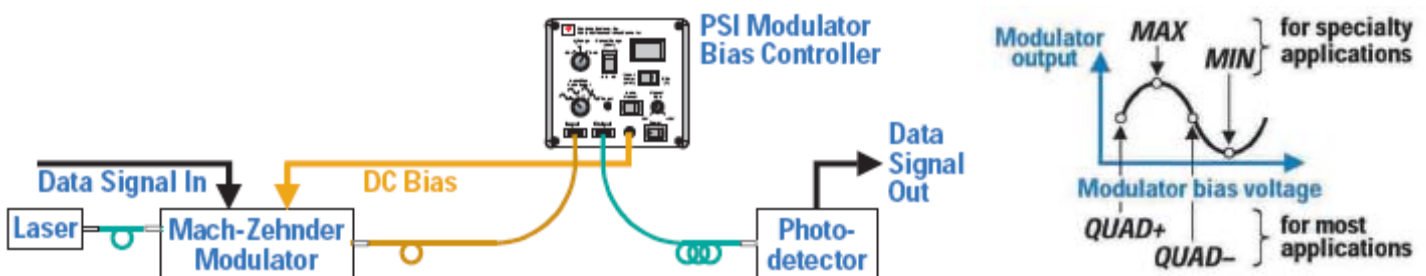 PSI Modulator
Bias Controller
Data Signal In
DC Bias
Data
Signal
Out
Laser
Mach-Zehnder
Modulator
Photo-
detector
Modulator
output
MAX
MIN
for specialty
applications
Modulator bias voltage
QUAD+
QUAD–
for most
applications